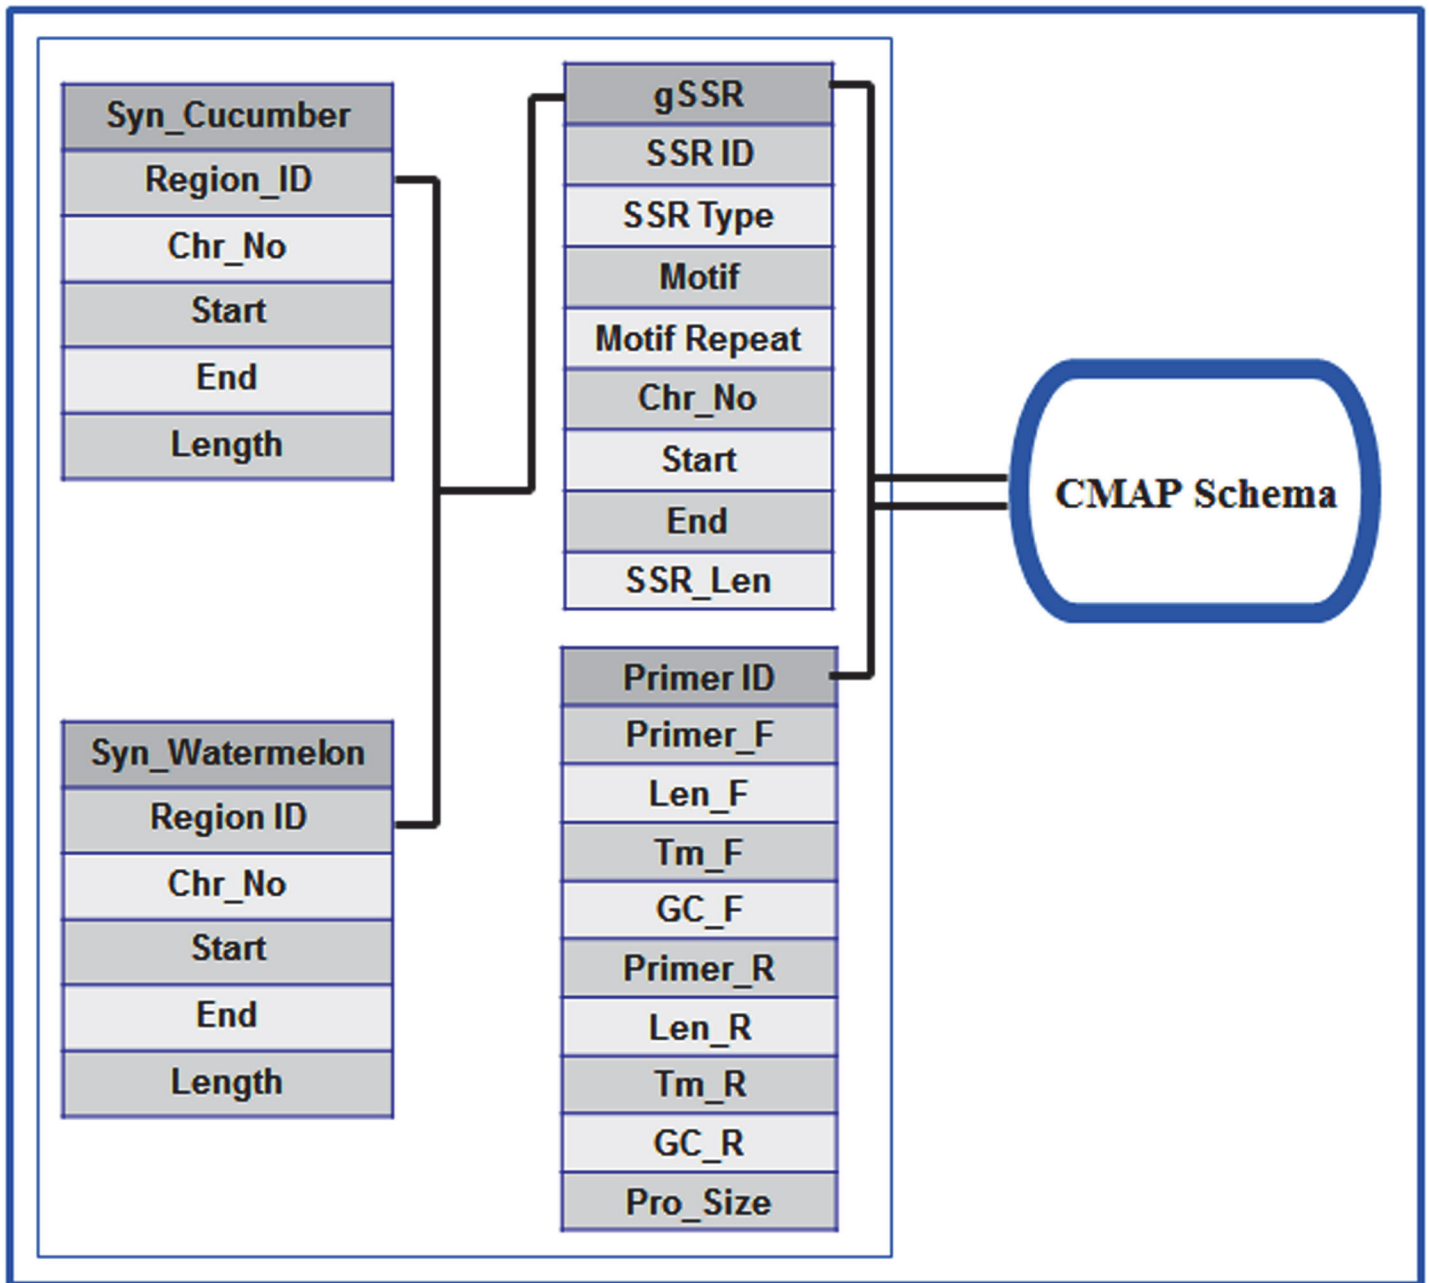 Syn_Cucumber
Region_ID
Chr_No
Start
End
Length
Syn_Watermelon
Region ID
Chr_No
Start
End
Length
gSSR
SSR ID
SSR Type
Motif
Motif Repeat
Chr_No
Start
End
SSR_Len
Primer ID
Primer_F
Len_F
Tm_F
GC_F
Primer_R
Len_R
Tm_R
GC_R
Pro_Size
CMAP Schema